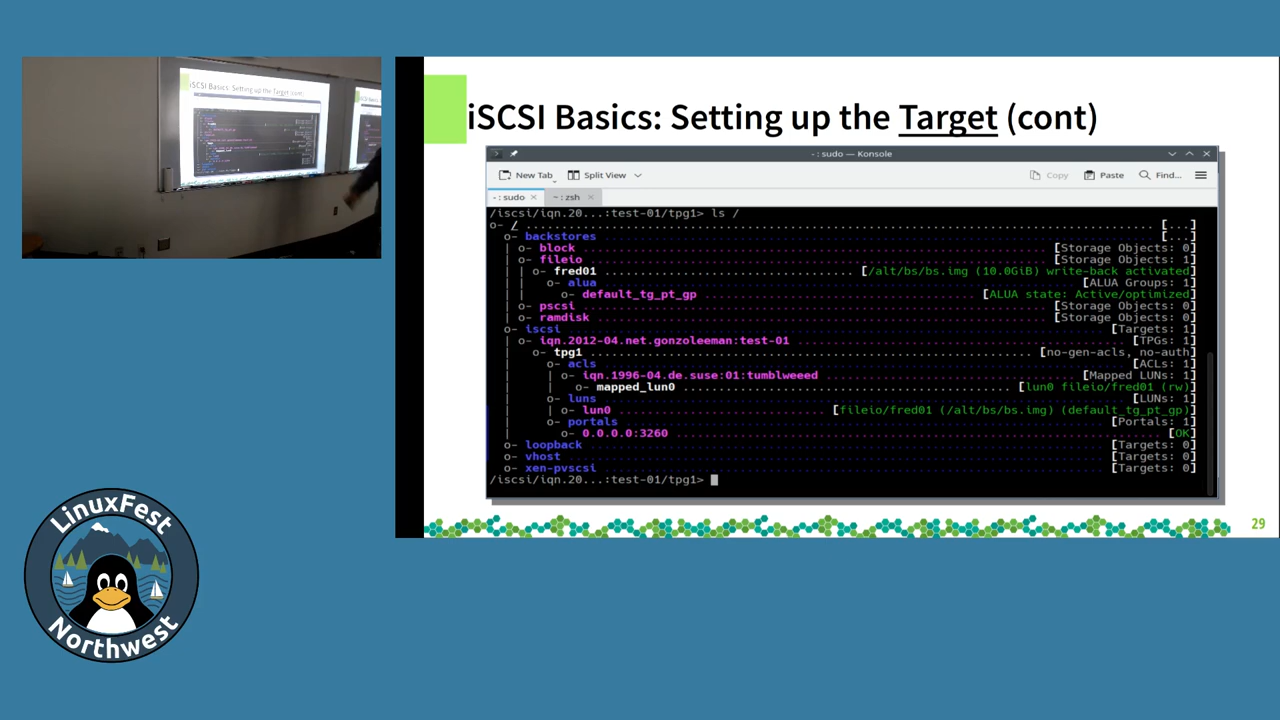 iSCSI Basics: Setting up the Target (cont)
iSCSI Basics: Setting up the Target (cont)
- : sudo — Konsole
New Tab
Split View
Copy
Paste
Find...
- : sudo
~ : zsh
/iscsi/iqn.20...:test-01/tpg1> ls /
o- / ................................................ [...]
o- backstores ................................................ [...]
| o- block ................................................ [Storage Objects: 0]
| o- fileio ................................................ [Storage Objects: 1]
| | o- fred01 ................................ [/alt/bs/bs.img (10.0GiB) write-back activated]
| | o- alua ................................................ [ALUA Groups: 1]
| | o- default_tg_pt_gp ................................ [ALUA state: Active/optimized]
| o- pscsi ................................................ [Storage Objects: 0]
| o- ramdisk ................................................ [Storage Objects: 0]
o- iscsi ................................................ [Targets: 1]
| o- iqn.2012-04.net.gonzoleeman:test-01 ................................ [TPGs: 1]
| o- tpg1 ................................................ [no-gen-acls, no-auth]
| o- acls ................................................ [ACLs: 1]
| | o- iqn.1996-04.de.suse:01:tumblweeed ................................ [Mapped LUNs: 1]
| | o- mapped_lun0 ................................ [lun0 fileio/fred01 (rw)]
| o- luns ................................................ [LUNs: 1]
| | o- lun0 ................................ [fileio/fred01 (/alt/bs/bs.img) (default_tg_pt_gp)]
| o- portals ................................................ [Portals: 1]
| o- 0.0.0.0:3260 ................................................ [OK]
o- loopback ................................................ [Targets: 0]
o- vhost ................................................ [Targets: 0]
o- xen-pvscsi ................................................ [Targets: 0]
/iscsi/iqn.20...:test-01/tpg1>
29
LinuxFest
Northwest